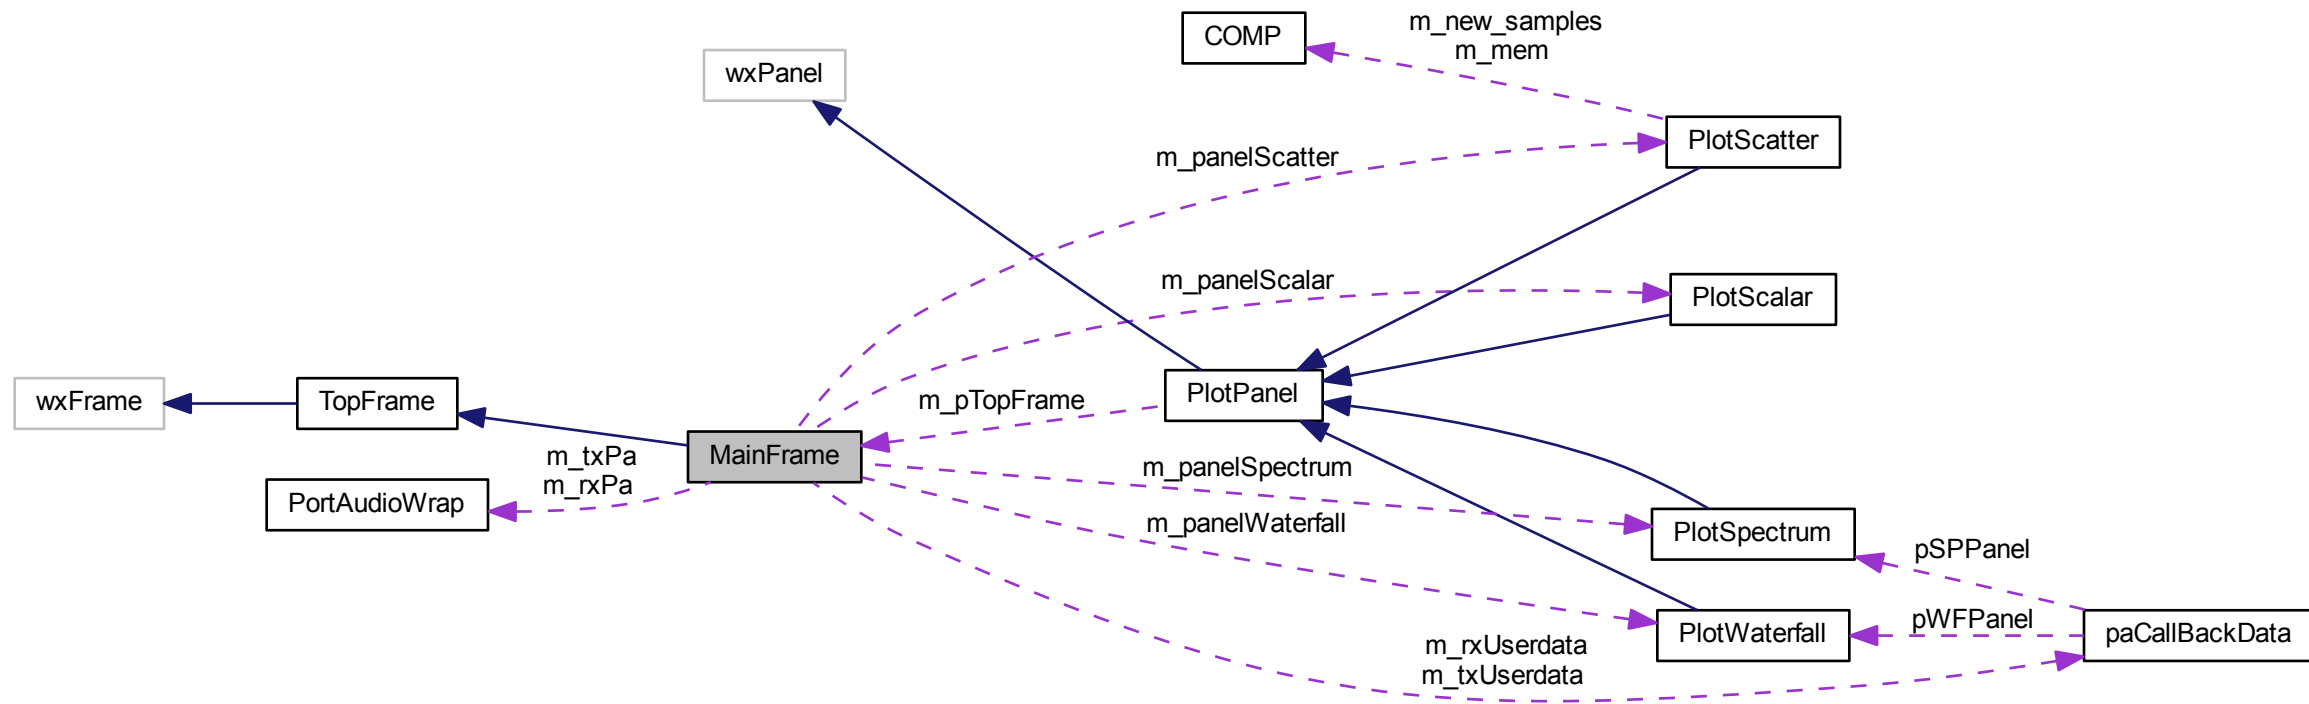 m_new_samples
m_mem
COMP
wxPanel
PlotScatter
m_panelScatter
m_panelScalar
PlotScalar
wxFrame
TopFrame
m_pTopFrame
PlotPanel
MainFrame
m_txPa
m_rxPa
PortAudioWrap
m_panelSpectrum
m_panelWaterfall
PlotSpectrum
pSPPanel
pWFPanel
PlotWaterfall
paCallBackData
m_rxUserdata
m_txUserdata